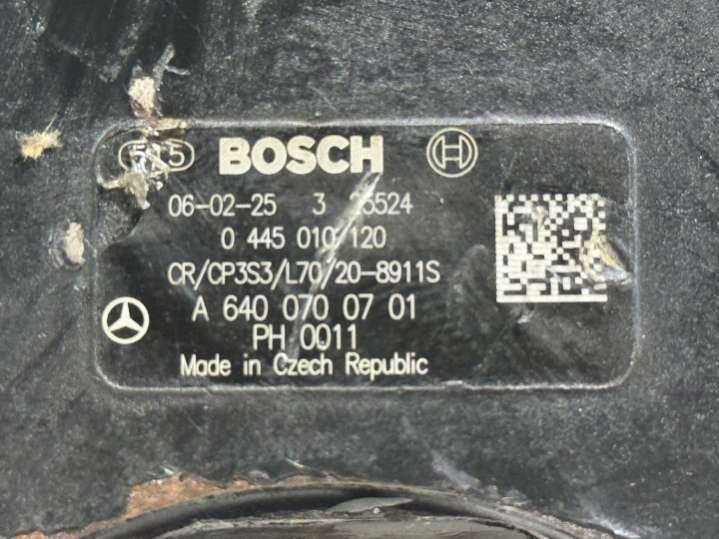 BOSCH
06-02-25 3
0 445 010 120
CR/CP3S3/L70/20-8911S
A 640 070 07 01
PH 0011
Made in Czech Republic